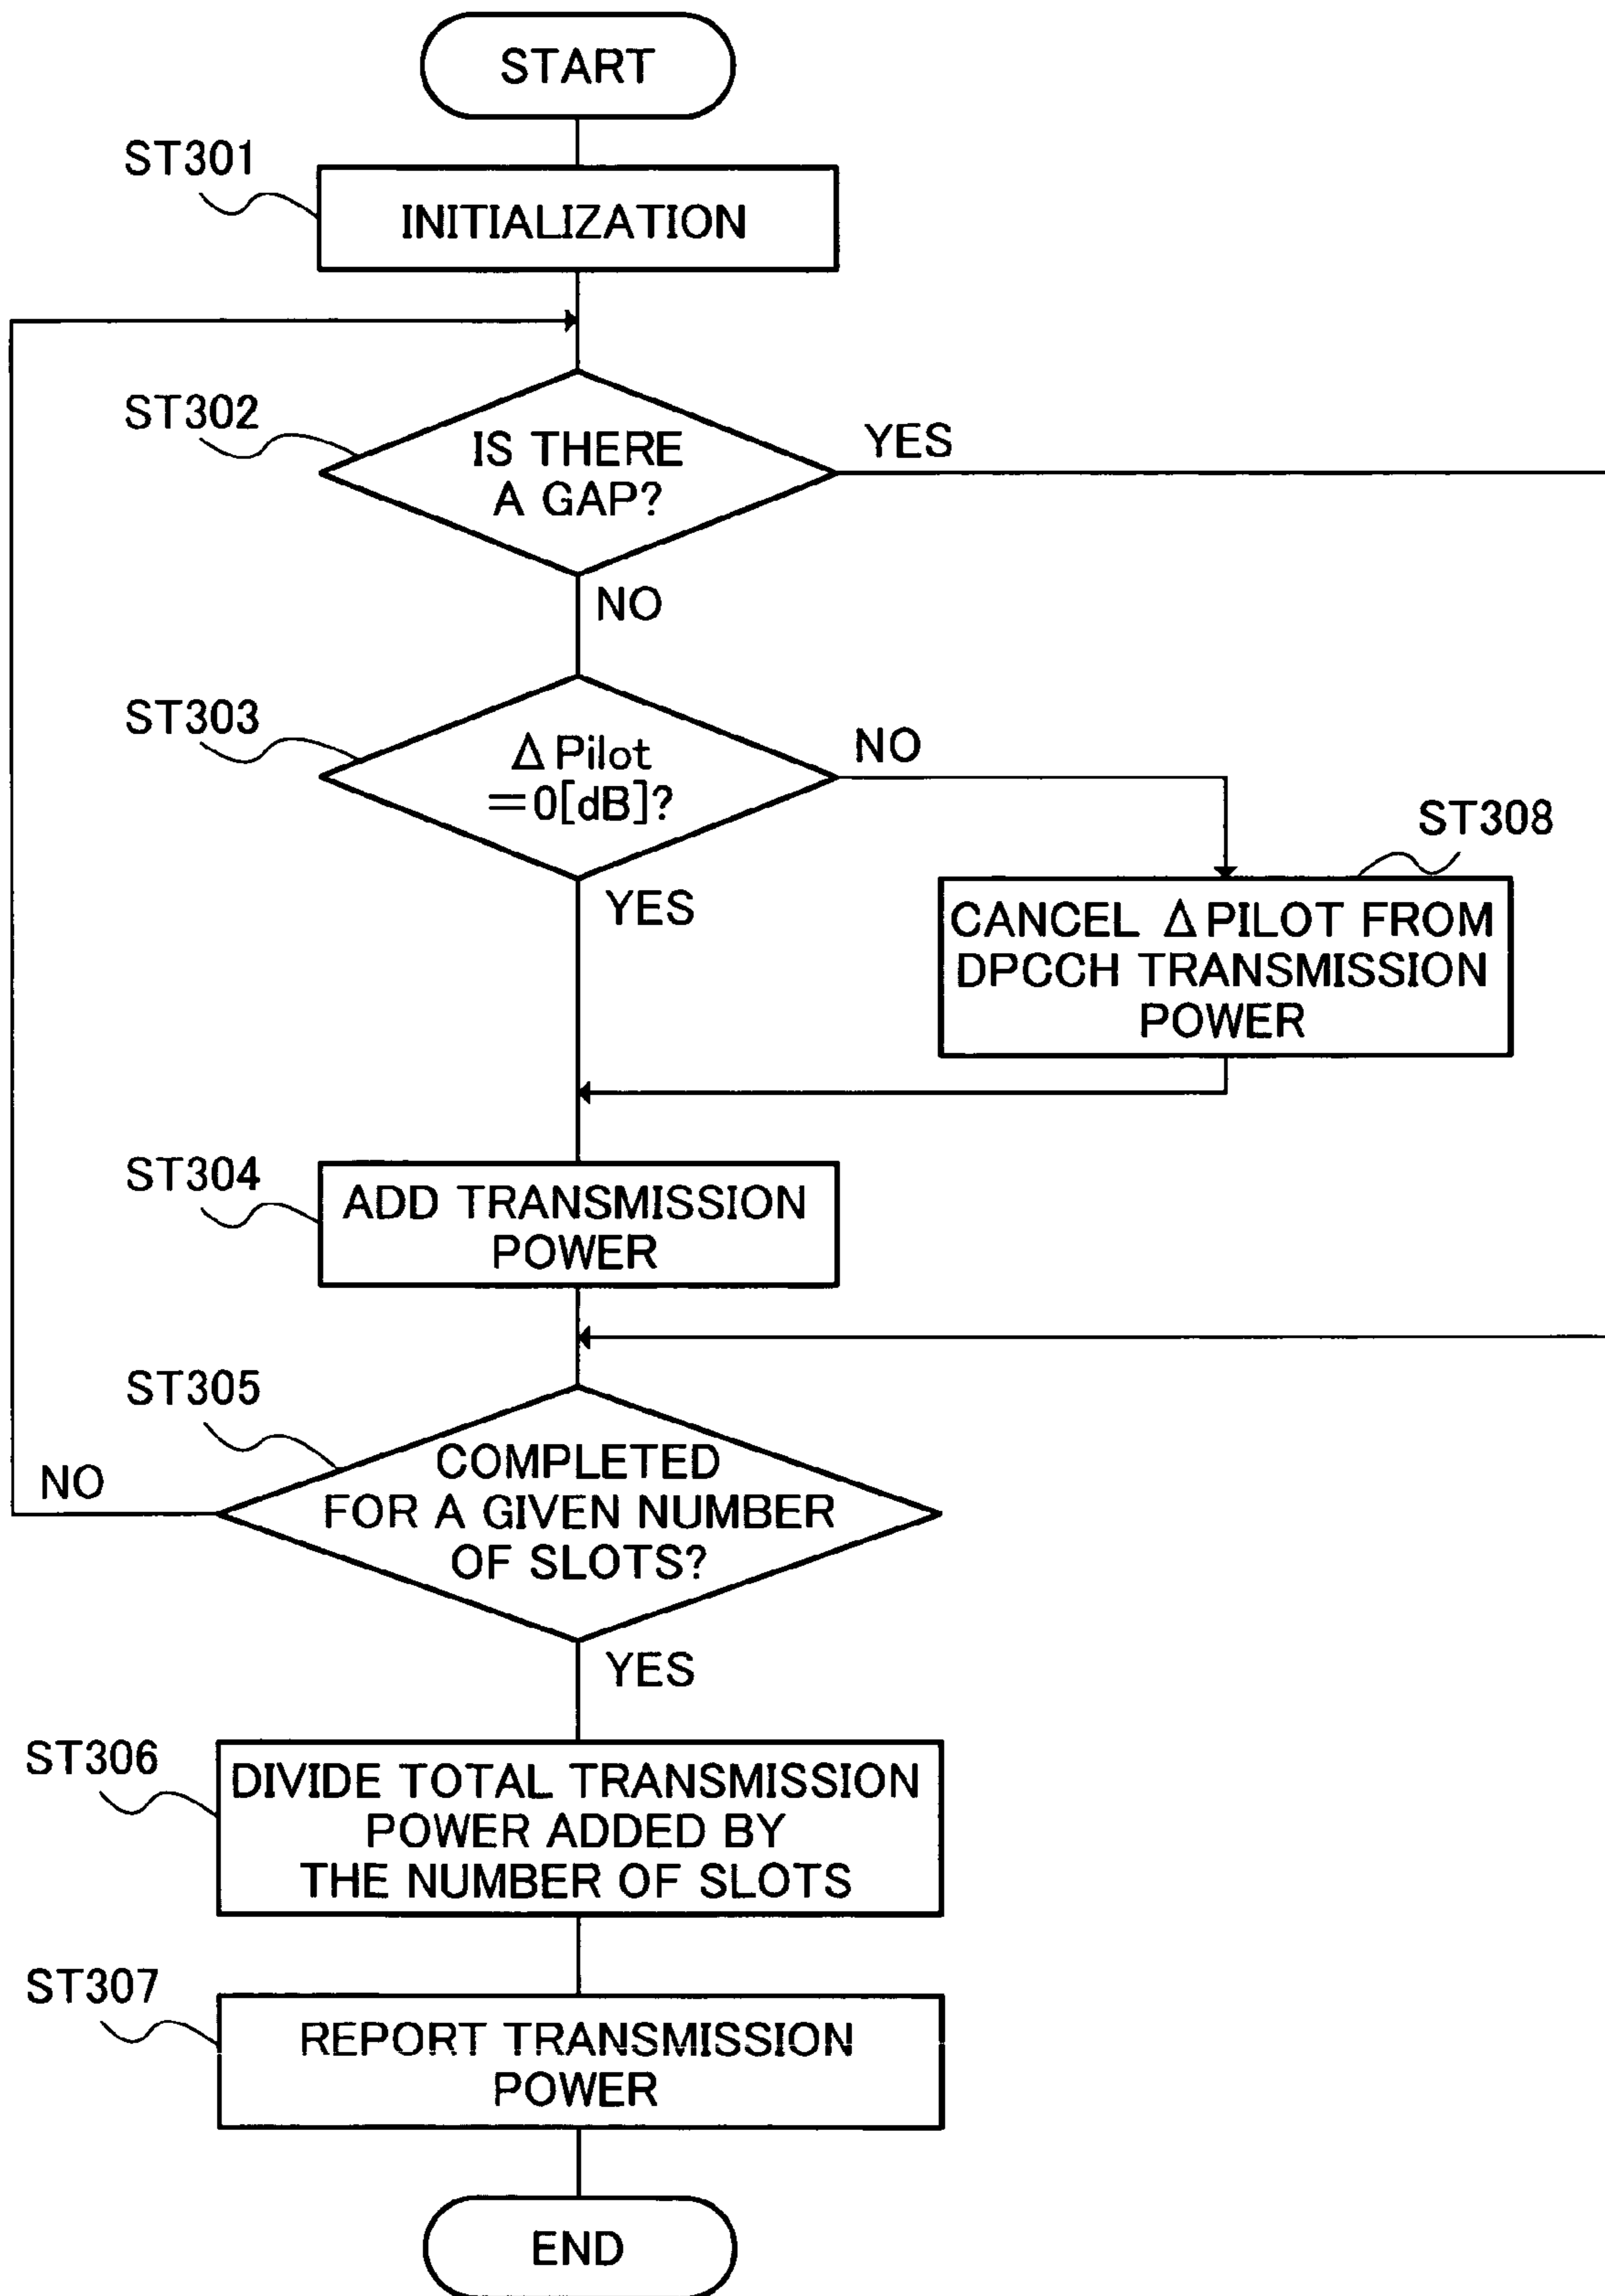 START
ST301
INITIALIZATION
ST302
IS THERE
A GAP?
YES
NO
ST303
Δ Pilot
=0[dB]?
NO
ST308
YES
CANCEL Δ PILOT FROM
DPCCH TRANSMISSION
POWER
ST304
ADD TRANSMISSION
POWER
ST305
COMPLETED
FOR A GIVEN NUMBER
OF SLOTS?
NO
YES
ST306
DIVIDE TOTAL TRANSMISSION
POWER ADDED BY
THE NUMBER OF SLOTS
ST307
REPORT TRANSMISSION
POWER
END